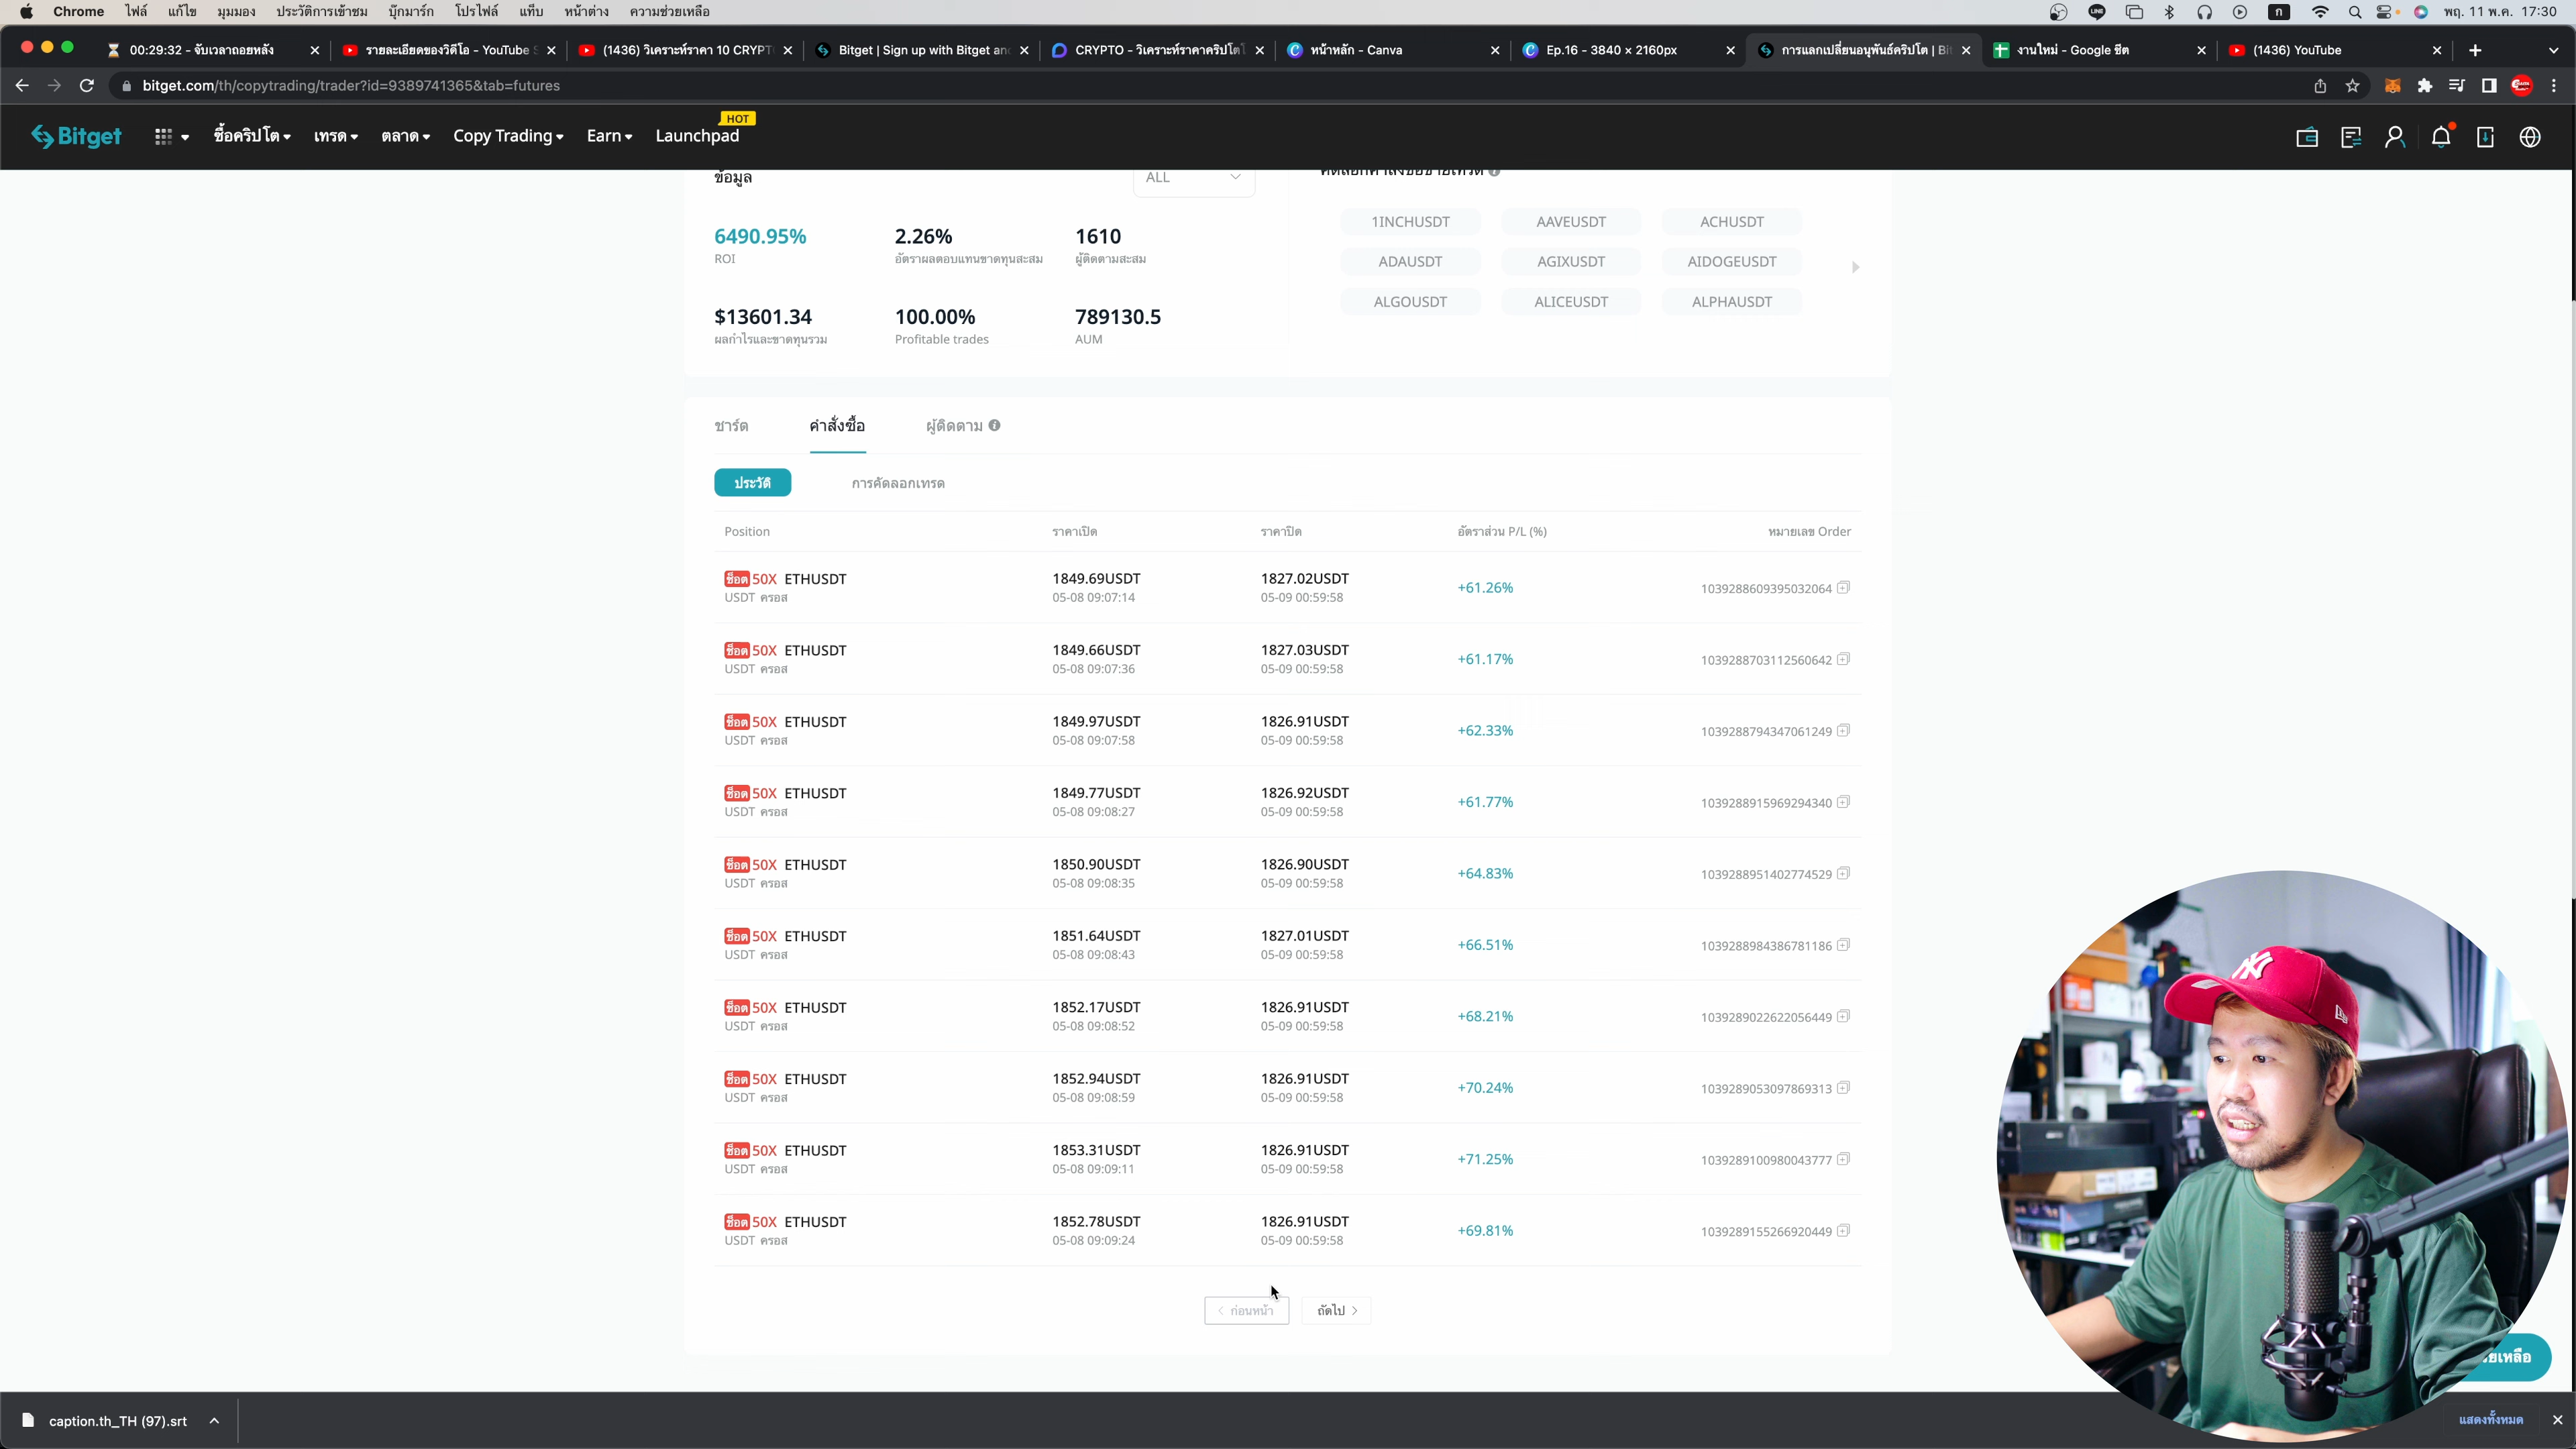 Chrome ไฟล์ แก้ไข มุมมอง ประวัติการเข้าชม บุ๊กมาร์ก โปรไฟล์ แท็บ หน้าต่าง ความช่วยเหลือ LINE ก พฤ. 11 พ.ค. 17:30
00:29:32 - จับเวลาถอยหลัง รายละเอียดของวิดีโอ - YouTube S (1436) วิเคราะห์ราคา 10 CRYPT Bitget | Sign up with Bitget an CRYPTO - วิเคราะห์ราคาคริปโต หน้าหลัก - Canva Ep.16 - 3840 × 2160px การแลกเปลี่ยนอนุพันธ์คริปโต | Bit งานใหม่ - Google ชีต (1436) YouTube
bitget.com/th/copytrading/trader?id=9389741365&tab=futures
HOT
Bitget ซื้อคริปโต เทรด ตลาด Copy Trading Earn Launchpad
ข้อมูล ALL
6490.95% 2.26% 1610
ROI อัตราผลตอบแทนขาดทุนสะสม ผู้ติดตามสะสม
$13601.34 100.00% 789130.5
ผลกำไรและขาดทุนรวม Profitable trades AUM
คัดลอกคำสั่งซื้อขายเทรด
1INCHUSDT AAVEUSDT ACHUSDT
ADAUSDT AGIXUSDT AIDOGEUSDT
ALGOUSDT ALICEUSDT ALPHAUSDT
ชาร์ต คำสั่งซื้อ ผู้ติดตาม
ประวัติ การคัดลอกเทรด
Position ราคาเปิด ราคาปิด อัตราส่วน P/L (%) หมายเลข Order
ช็อต 50X ETHUSDT 1849.69USDT 1827.02USDT +61.26% 1039288609395032064
USDT ครอส 05-08 09:07:14 05-09 00:59:58
ช็อต 50X ETHUSDT 1849.66USDT 1827.03USDT +61.17% 1039288703112560642
USDT ครอส 05-08 09:07:36 05-09 00:59:58
ช็อต 50X ETHUSDT 1849.97USDT 1826.91USDT +62.33% 1039288794347061249
USDT ครอส 05-08 09:07:58 05-09 00:59:58
ช็อต 50X ETHUSDT 1849.77USDT 1826.92USDT +61.77% 1039288915969294340
USDT ครอส 05-08 09:08:27 05-09 00:59:58
ช็อต 50X ETHUSDT 1850.90USDT 1826.90USDT +64.83% 1039288951402774529
USDT ครอส 05-08 09:08:35 05-09 00:59:58
ช็อต 50X ETHUSDT 1851.64USDT 1827.01USDT +66.51% 1039288984386781186
USDT ครอส 05-08 09:08:43 05-09 00:59:58
ช็อต 50X ETHUSDT 1852.17USDT 1826.91USDT +68.21% 1039289022622056449
USDT ครอส 05-08 09:08:52 05-09 00:59:58
ช็อต 50X ETHUSDT 1852.94USDT 1826.91USDT +70.24% 1039289053097869313
USDT ครอส 05-08 09:08:59 05-09 00:59:58
ช็อต 50X ETHUSDT 1853.31USDT 1826.91USDT +71.25% 1039289100980043777
USDT ครอส 05-08 09:09:11 05-09 00:59:58
ช็อต 50X ETHUSDT 1852.78USDT 1826.91USDT +69.81% 1039289155266920449
USDT ครอส 05-08 09:09:24 05-09 00:59:58
ก่อนหน้า ถัดไป
NY
ยเหลือ
caption.th_TH (97).srt แสดงทั้งหมด